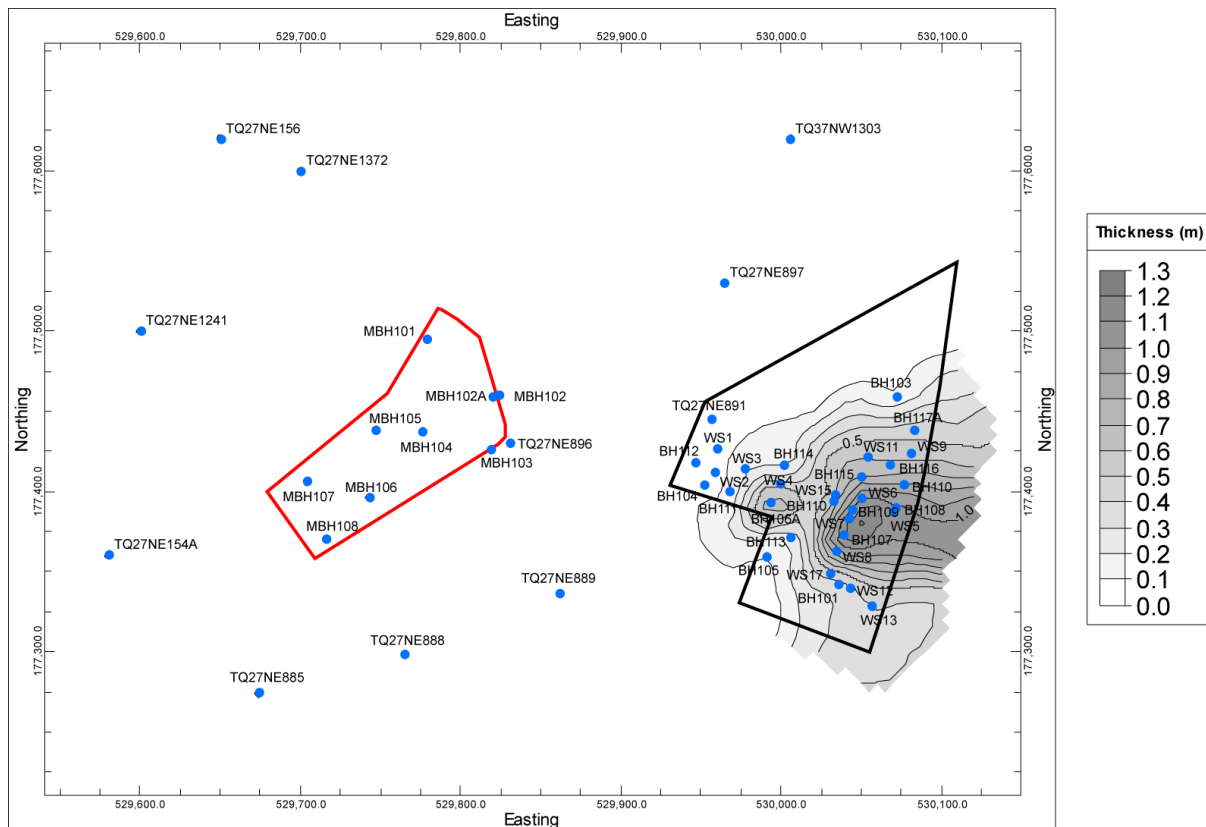 Easting
529,600.0
529,700.0
529,800.0
529,900.0
530,000.0
530,100.0
TQ27NE156
TQ37NW1303
TQ27NE1372
177,600.0
177,600.0
Thickness (m)
1.3
1.2
1.1
1.0
0.9
0.8
0.7
0.6
0.5
0.4
0.3
0.2
0.1
0.0
TQ27NE897
TQ27NE1241
MBH101
177,500.0
177,500.0
Northing
Northing
MBH102A
MBH102
BH103
TQ27NE891
BH117A
MBH105
MBH104
TQ27NE896
MBH103
WS1
BH112
WS3
BH114
0.5
WS11
WS9
BH116
WS2
WS4
BH115
BH110
BH104
BH111
WS15
BH110
WS6
177,400.0
177,400.0
MBH107
MBH106
BH106A
WS7
BH109
BH108
WS5
1.0
MBH108
BH113
BH107
WS8
TQ27NE154A
BH105
WS17
BH101
WS12
WS13
TQ27NE889
TQ27NE888
177,300.0
177,300.0
TQ27NE885
529,600.0
529,700.0
529,800.0
529,900.0
530,000.0
530,100.0
Easting